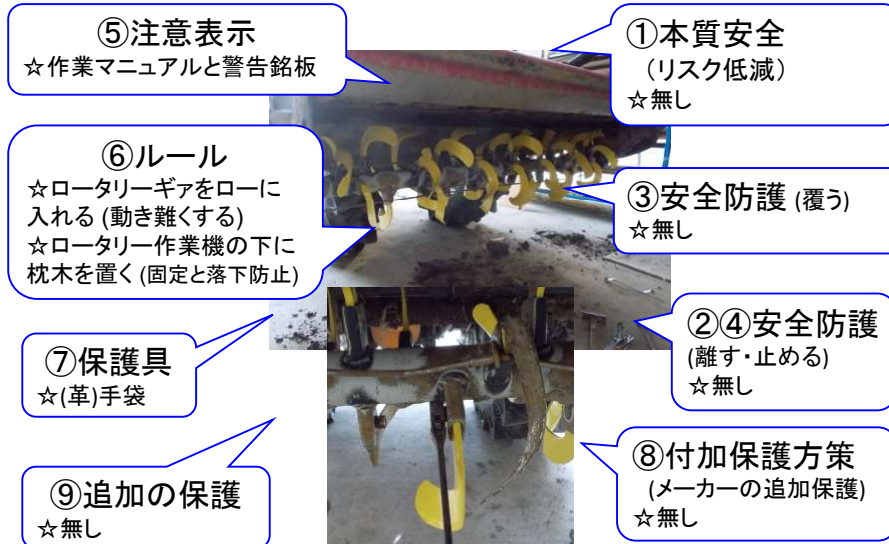 ⑤注意表示
☆作業マニュアルと警告銘板
①本質安全
（リスク低減）
☆無し
⑥ルール
☆ロータリーギァをローに
入れる (動き難くする)
☆ロータリー作業機の下に
枕木を置く (固定と落下防止)
③安全防護 (覆う)
☆無し
②④安全防護
(離す・止める)
☆無し
⑦保護具
☆(革)手袋
⑧付加保護方策
(メーカーの追加保護)
☆無し
⑨追加の保護
☆無し